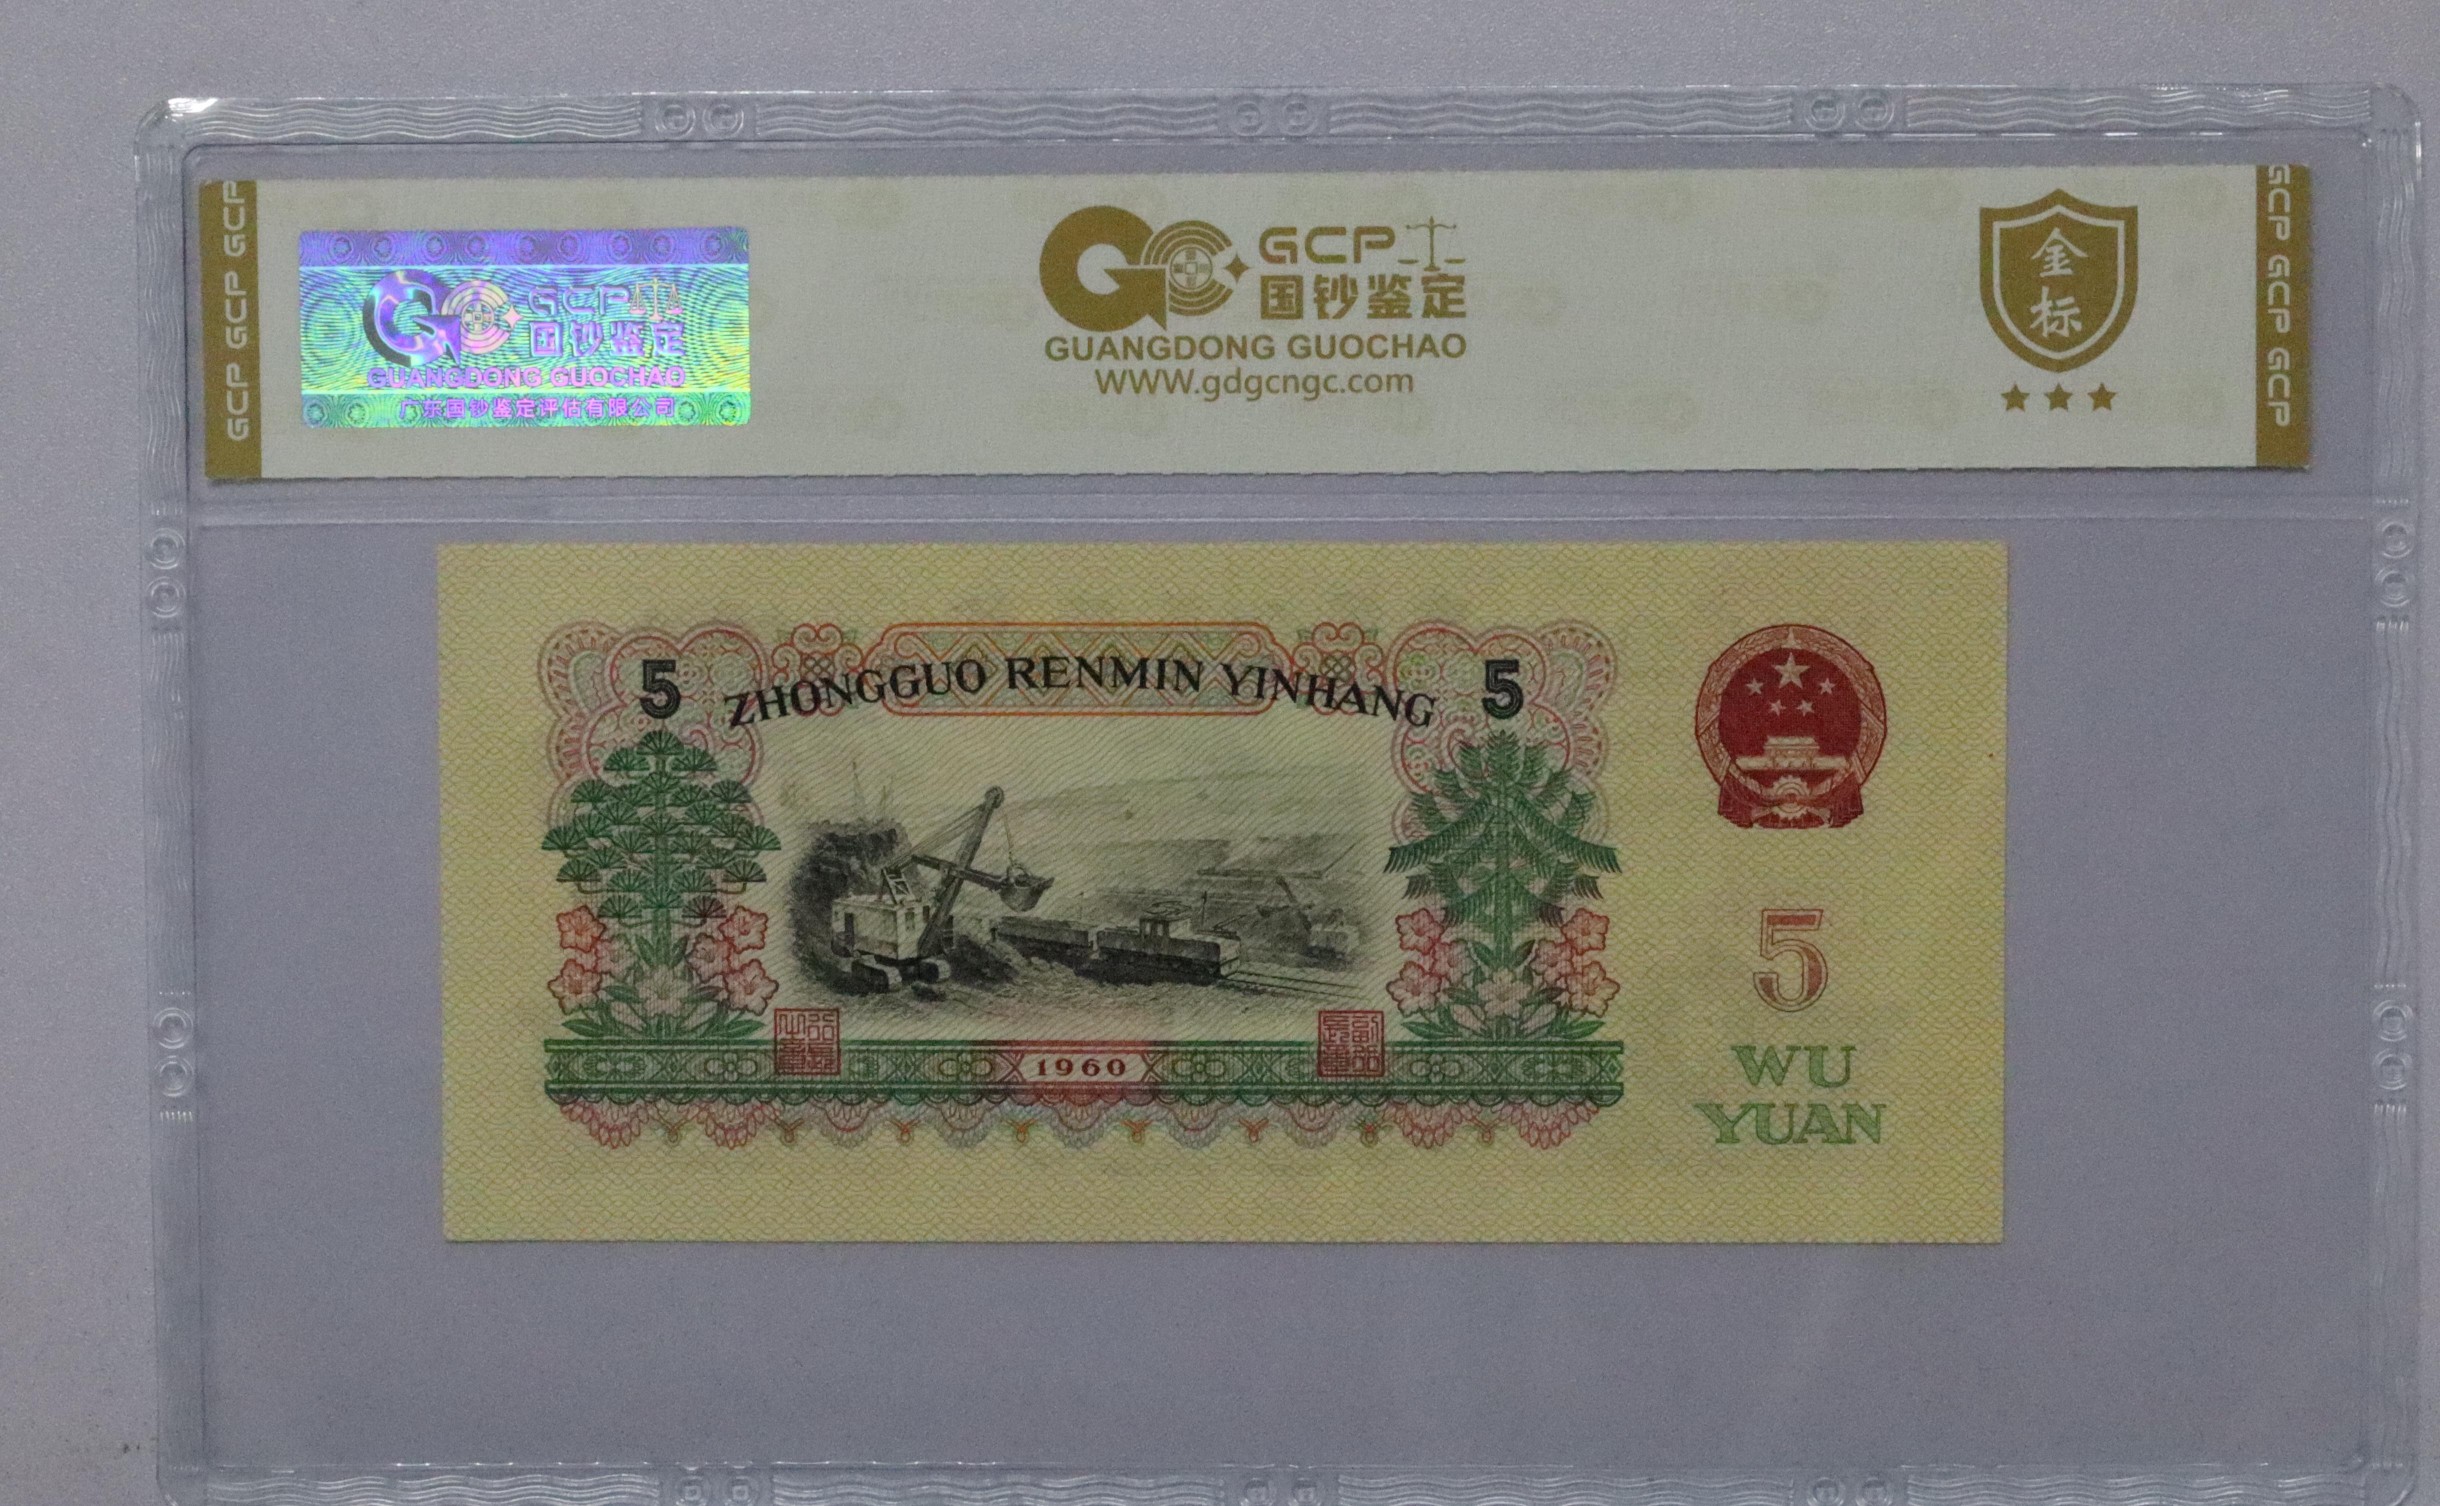 GCP GCP GCP
GCP
国钞鉴定
GUANGDONG GUOCHAO
广东国钞鉴定评估有限公司
GCP
国钞鉴定
GUANGDONG GUOCHAO
WWW.gdgcngc.com
金
标
GCP GCP GCP
5
ZHONGGUO RENMIN YINHANG
5
1960
5
WU
YUAN